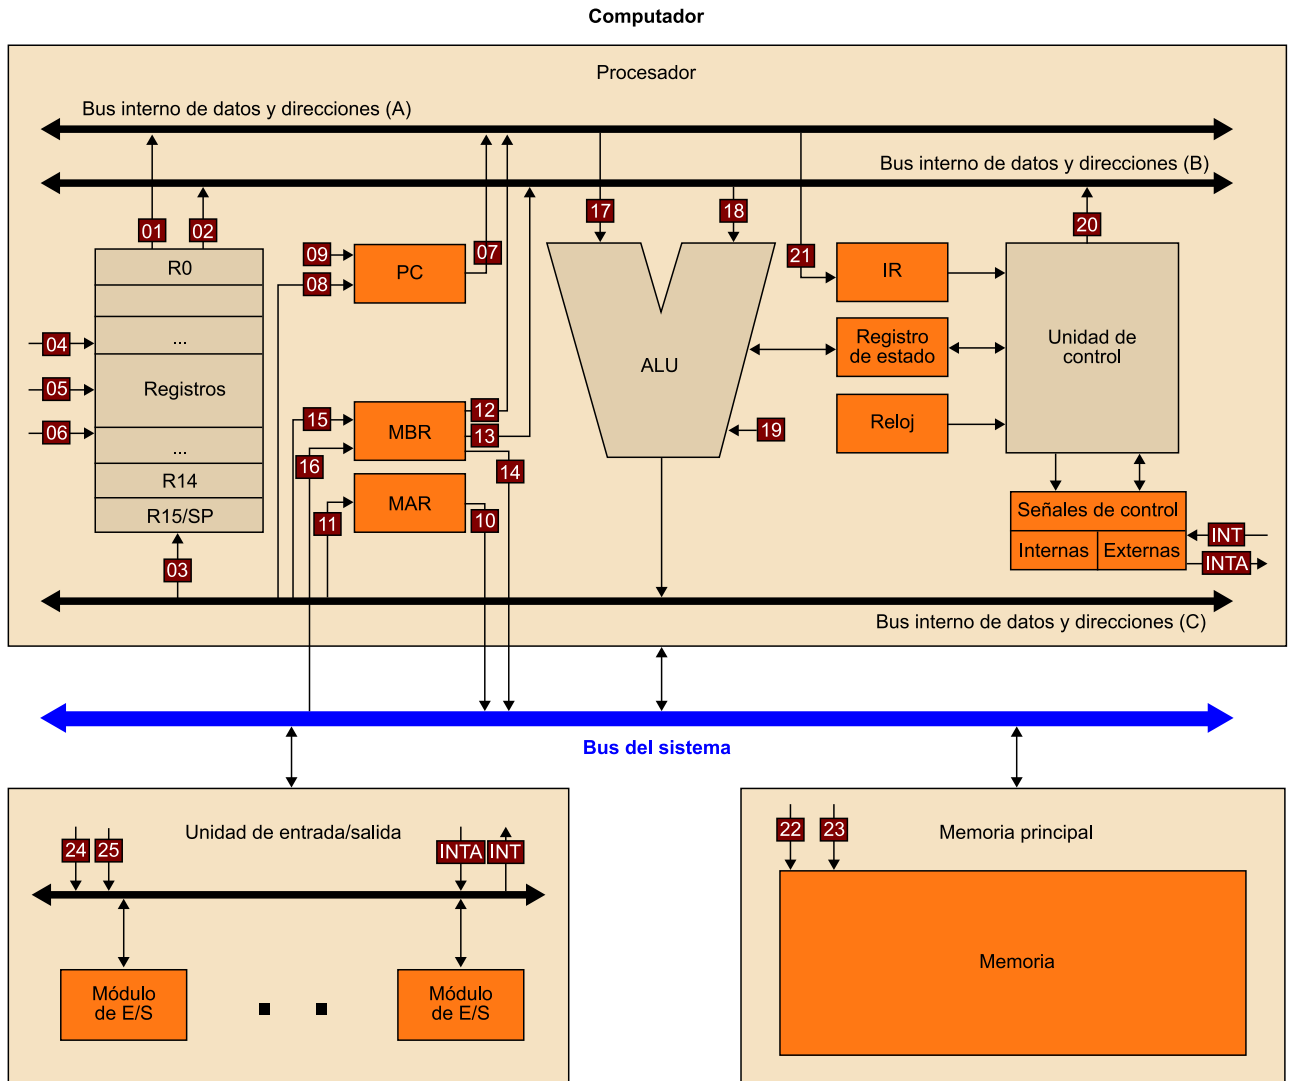 Computador
Procesador
Bus interno de datos y direcciones (A)
Bus interno de datos y direcciones (B)
01
02
17
18
20
R0
09
08
PC
07
21
IR
04
...
05
Registros
06
...
R14
R15/SP
ALU
Registro
de estado
Unidad de
control
15
16
MBR
12
13
14
19
Reloj
11
MAR
10
Señales de control
Internas
Externas
INT
INTA
03
Bus interno de datos y direcciones (C)
Bus del sistema
24
25
Unidad de entrada/salida
INTA
INT
Módulo
de E/S
Módulo
de E/S
22
23
Memoria principal
Memoria